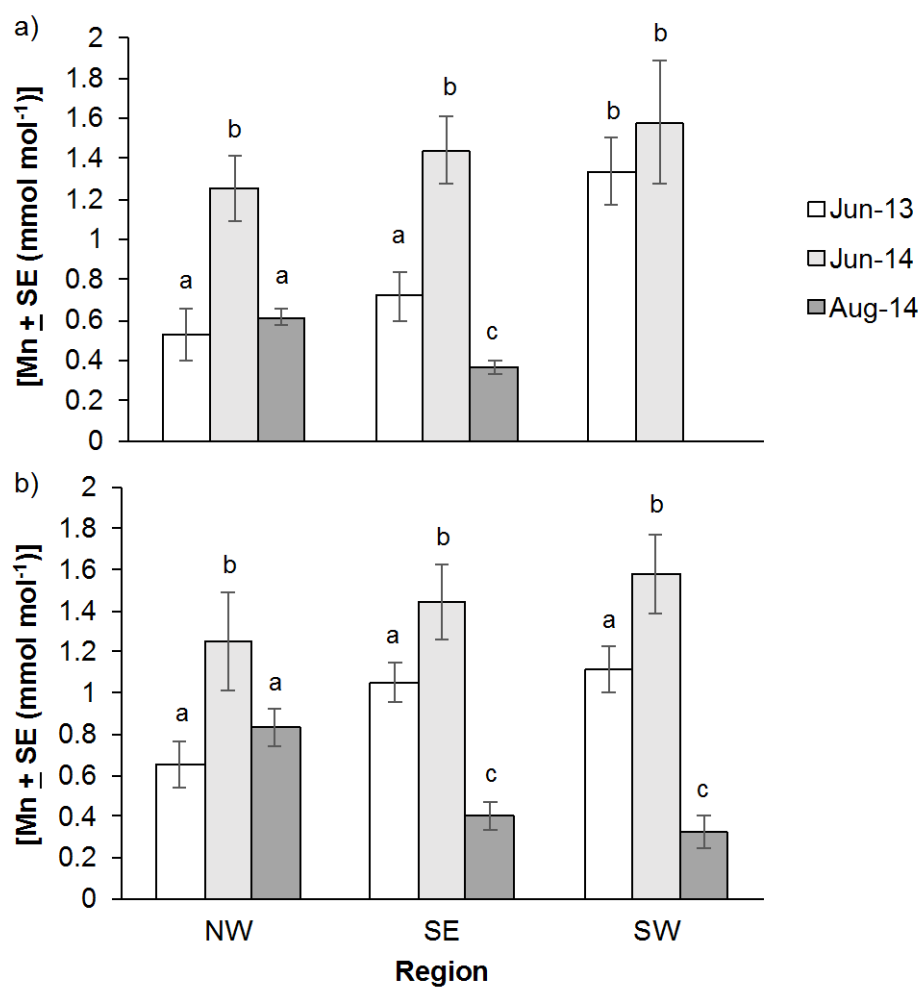 a)
[Mn ± SE (mmol mol⁻¹)]
2
1.8
1.6
1.4
1.2
1
0.8
0.6
0.4
0.2
0
a b a
a b c
b b
Jun-13
Jun-14
Aug-14
b)
[Mn ± SE (mmol mol⁻¹)]
2
1.8
1.6
1.4
1.2
1
0.8
0.6
0.4
0.2
0
a b a
a b c
a b c
NW SE SW
Region